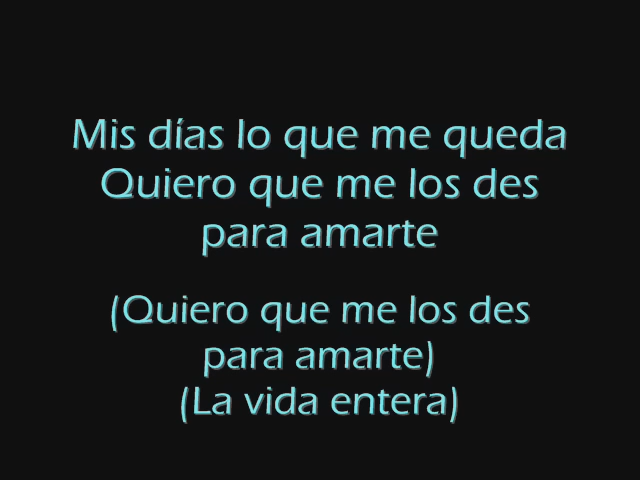 Mis días lo que me queda
Quiero que me los des
para amarte
(Quiero que me los des
para amarte)
(La vida entera)